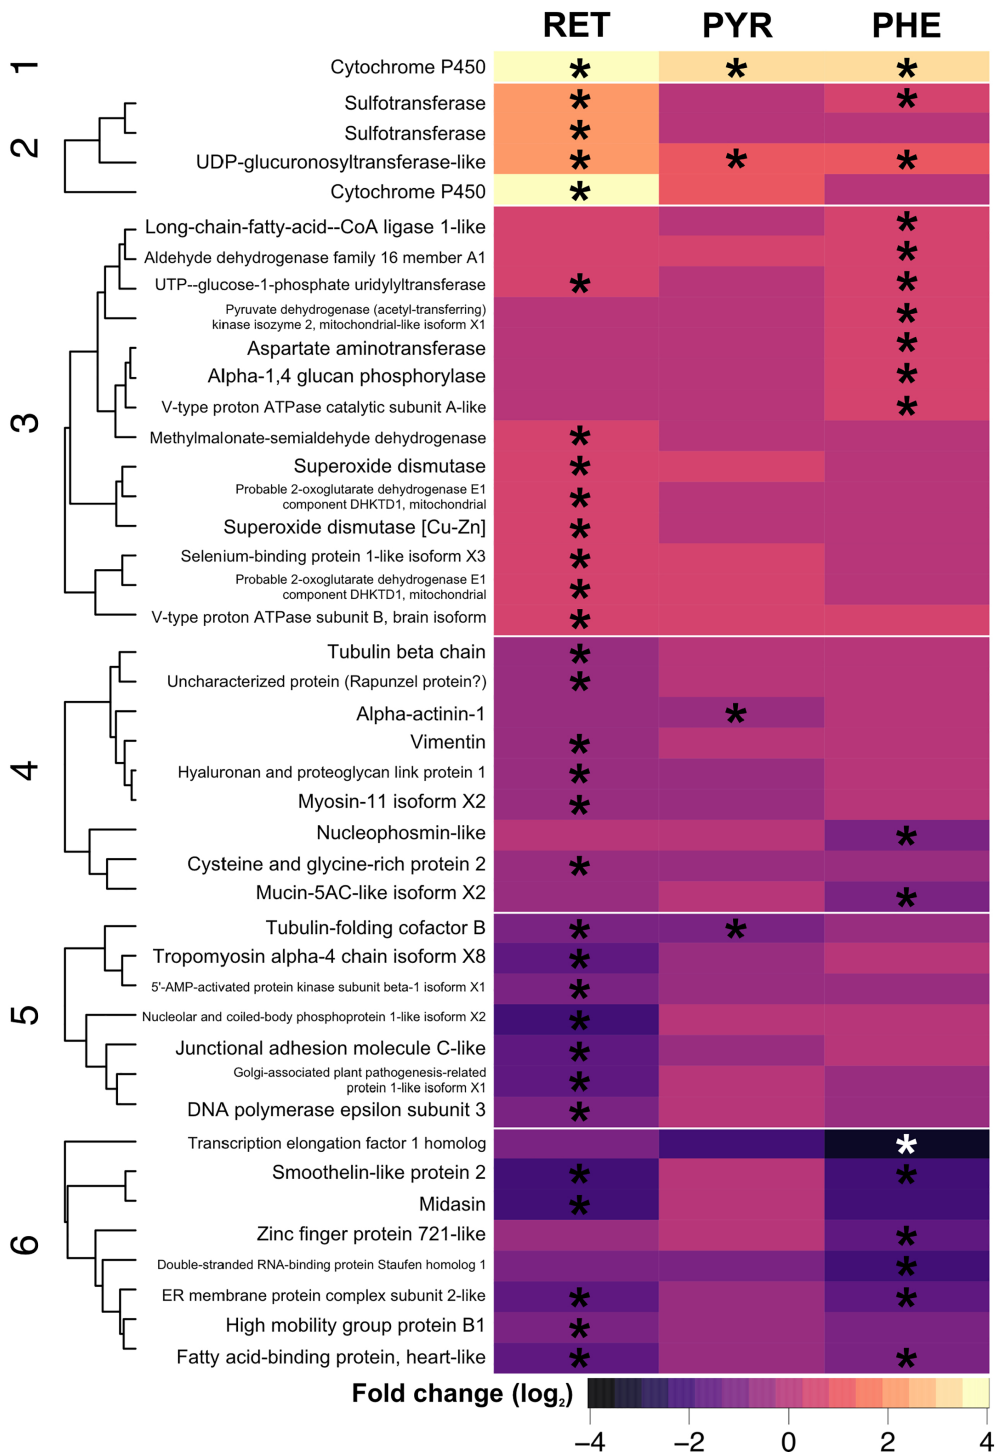 RET PYR PHE
1
Cytochrome P450 * * *
2
Sulfotransferase * *
Sulfotransferase *
UDP-glucuronosyltransferase-like * * *
Cytochrome P450 *
3
Long-chain-fatty-acid--CoA ligase 1-like *
Aldehyde dehydrogenase family 16 member A1 *
UTP--glucose-1-phosphate uridylyltransferase * *
Pyruvate dehydrogenase (acetyl-transferring)
kinase isozyme 2, mitochondrial-like isoform X1 *
Aspartate aminotransferase *
Alpha-1,4 glucan phosphorylase *
V-type proton ATPase catalytic subunit A-like *
Methylmalonate-semialdehyde dehydrogenase *
Superoxide dismutase *
Probable 2-oxoglutarate dehydrogenase E1
component DHKTD1, mitochondrial *
Superoxide dismutase [Cu-Zn] *
Selenium-binding protein 1-like isoform X3 *
Probable 2-oxoglutarate dehydrogenase E1
component DHKTD1, mitochondrial *
V-type proton ATPase subunit B, brain isoform *
4
Tubulin beta chain *
Uncharacterized protein (Rapunzel protein?) *
Alpha-actinin-1 *
Vimentin *
Hyaluronan and proteoglycan link protein 1 *
Myosin-11 isoform X2 *
Nucleophosmin-like *
Cysteine and glycine-rich protein 2 *
Mucin-5AC-like isoform X2 *
5
Tubulin-folding cofactor B * *
Tropomyosin alpha-4 chain isoform X8 *
5'-AMP-activated protein kinase subunit beta-1 isoform X1 *
Nucleolar and coiled-body phosphoprotein 1-like isoform X2 *
Junctional adhesion molecule C-like *
Golgi-associated plant pathogenesis-related
protein 1-like isoform X1 *
DNA polymerase epsilon subunit 3 *
6
Transcription elongation factor 1 homolog *
Smoothelin-like protein 2 * *
Midasin *
Zinc finger protein 721-like *
Double-stranded RNA-binding protein Staufen homolog 1 *
ER membrane protein complex subunit 2-like * *
High mobility group protein B1 *
Fatty acid-binding protein, heart-like * *
Fold change (log₂)
−4 −2 0 2 4